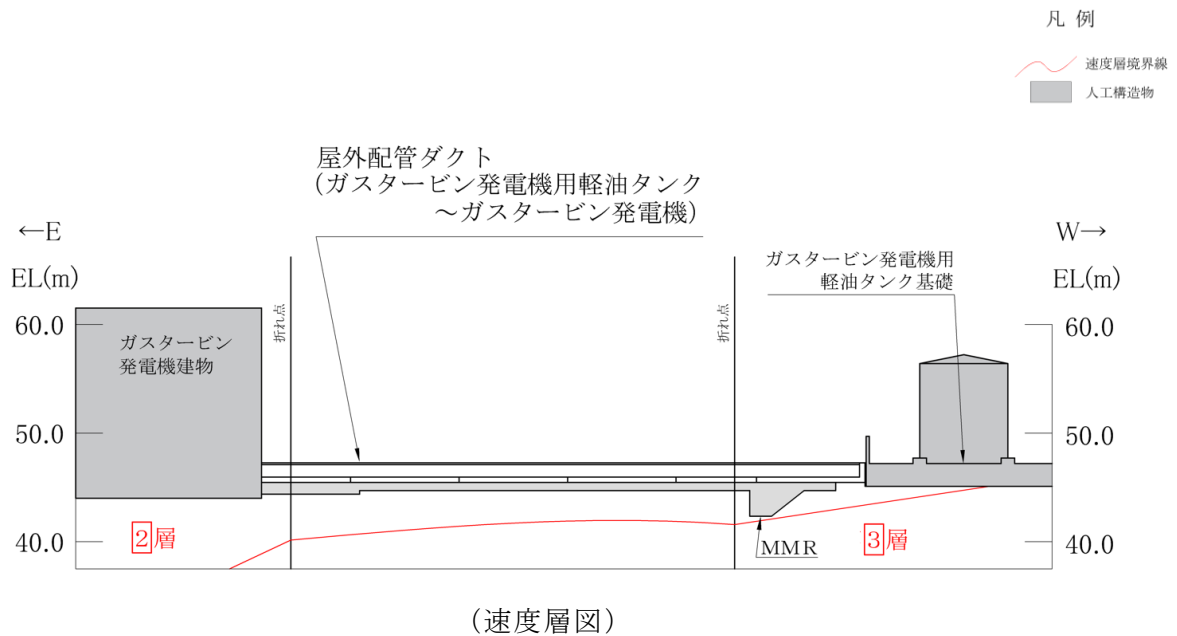 凡 例
速度層境界線
人工構造物
屋外配管ダクト
(ガスタービン発電機用軽油タンク
～ガスタービン発電機)
←E
W→
EL(m)
EL(m)
ガスタービン発電機用
軽油タンク基礎
折れ点
折れ点
60.0
60.0
ガスタービン
発電機建物
50.0
50.0
40.0
40.0
2層
3層
MMR
(速度層図)